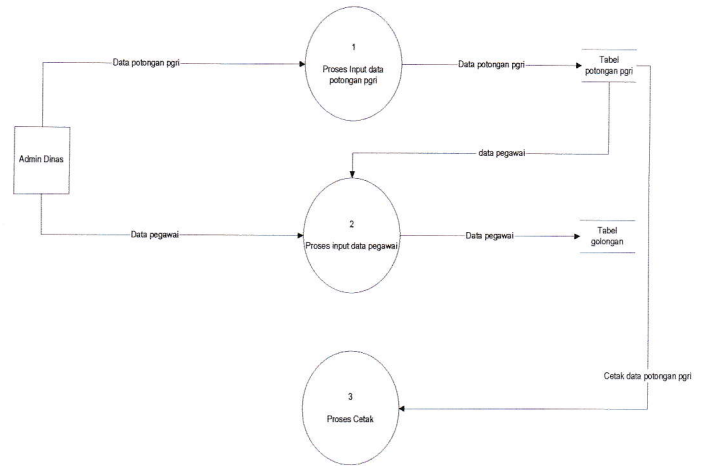 1
Proses Input data
potongan pgri
Data potongan pgri
Data potongan pgri
Tabel
potongan pgri
Admin Dinas
data pegawai
2
Proses input data pegawai
Data pegawai
Data pegawai
Tabel
golongan
Cetak data potongan pgri
3
Proses Cetak